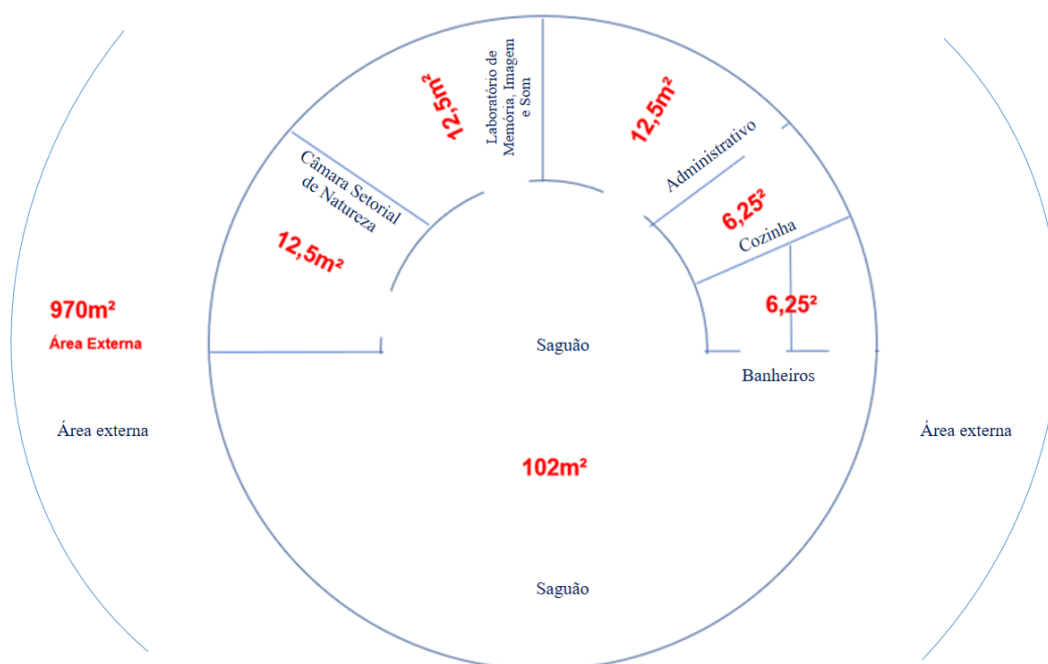 12,5m²
Laboratório de
Memória, Imagem
e Som
12,5m²
Administrativo
Câmara Setorial
de Natureza
12,5m²
6,25²
Cozinha
6,25²
970m²
Área Externa
Saguão
Banheiros
Área externa
Área externa
102m²
Saguão